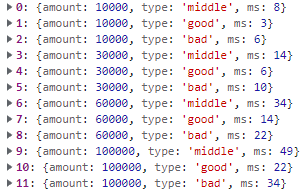 0: {amount: 10000, type: 'middle', ms: 8}
1: {amount: 10000, type: 'good', ms: 3}
2: {amount: 10000, type: 'bad', ms: 6}
3: {amount: 30000, type: 'middle', ms: 14}
4: {amount: 30000, type: 'good', ms: 6}
5: {amount: 30000, type: 'bad', ms: 10}
6: {amount: 60000, type: 'middle', ms: 34}
7: {amount: 60000, type: 'good', ms: 14}
8: {amount: 60000, type: 'bad', ms: 22}
9: {amount: 100000, type: 'middle', ms: 49}
10: {amount: 100000, type: 'good', ms: 22}
11: {amount: 100000, type: 'bad', ms: 34}